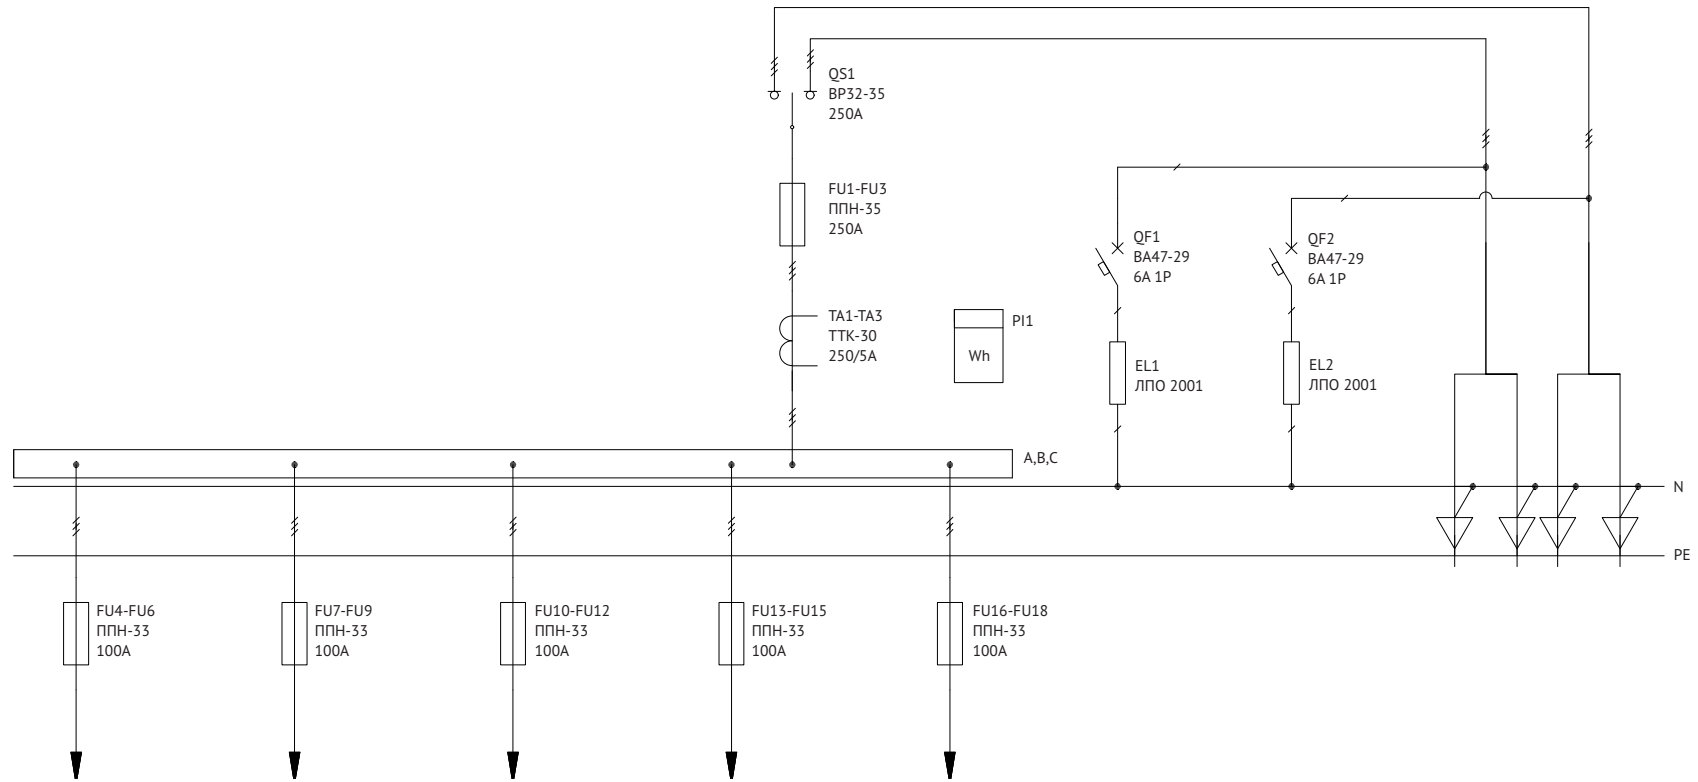 QS1
ВР32-35
250А
FU1-FU3
ППН-35
250А
QF1
ВА47-29
6А 1Р
QF2
ВА47-29
6А 1Р
TA1-TA3
ТТК-30
250/5А
PI1
Wh
EL1
ЛПО 2001
EL2
ЛПО 2001
A,B,C
N
PE
FU4-FU6
ППН-33
100А
FU7-FU9
ППН-33
100А
FU10-FU12
ППН-33
100А
FU13-FU15
ППН-33
100А
FU16-FU18
ППН-33
100А